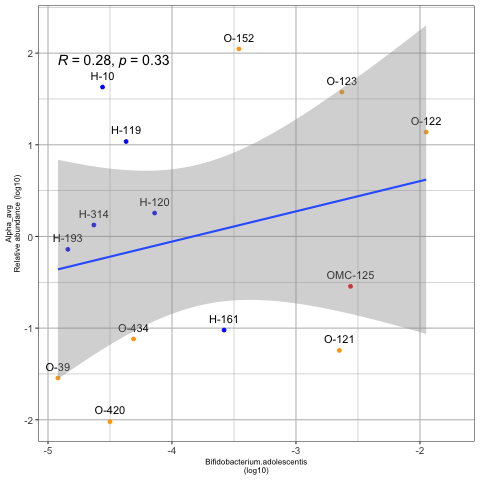 O-152
R = 0.28, p = 0.33
H-10
O-123
O-122
H-119
H-120
H-314
H-193
OMC-125
H-161
O-434
O-121
O-39
O-420
2
1
0
-1
-2
-5
-4
-3
-2
Alpha_avg
Relative abundance (log10)
Bifidobacterium.adolescentis
(log10)